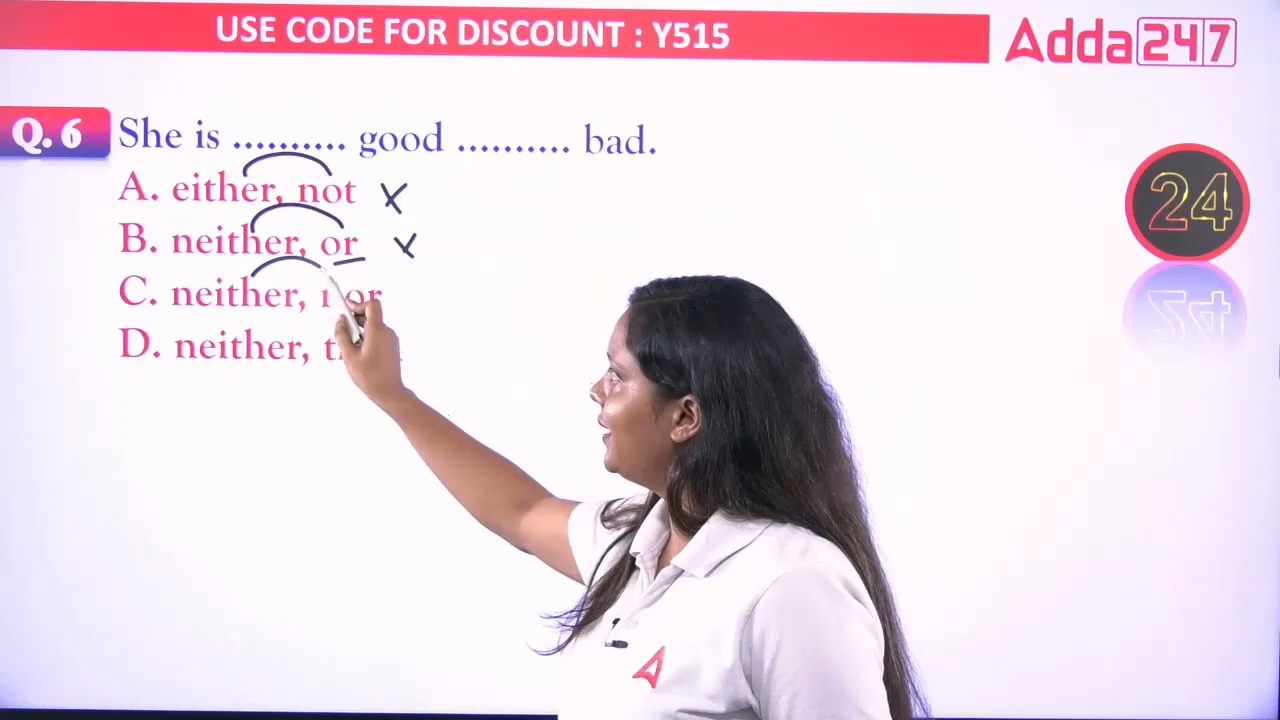 USE CODE FOR DISCOUNT : Y515
Adda247
Q. 6 She is .......... good .......... bad.
A. either, not X
B. neither, or X
C. neither,
D. neither,
24